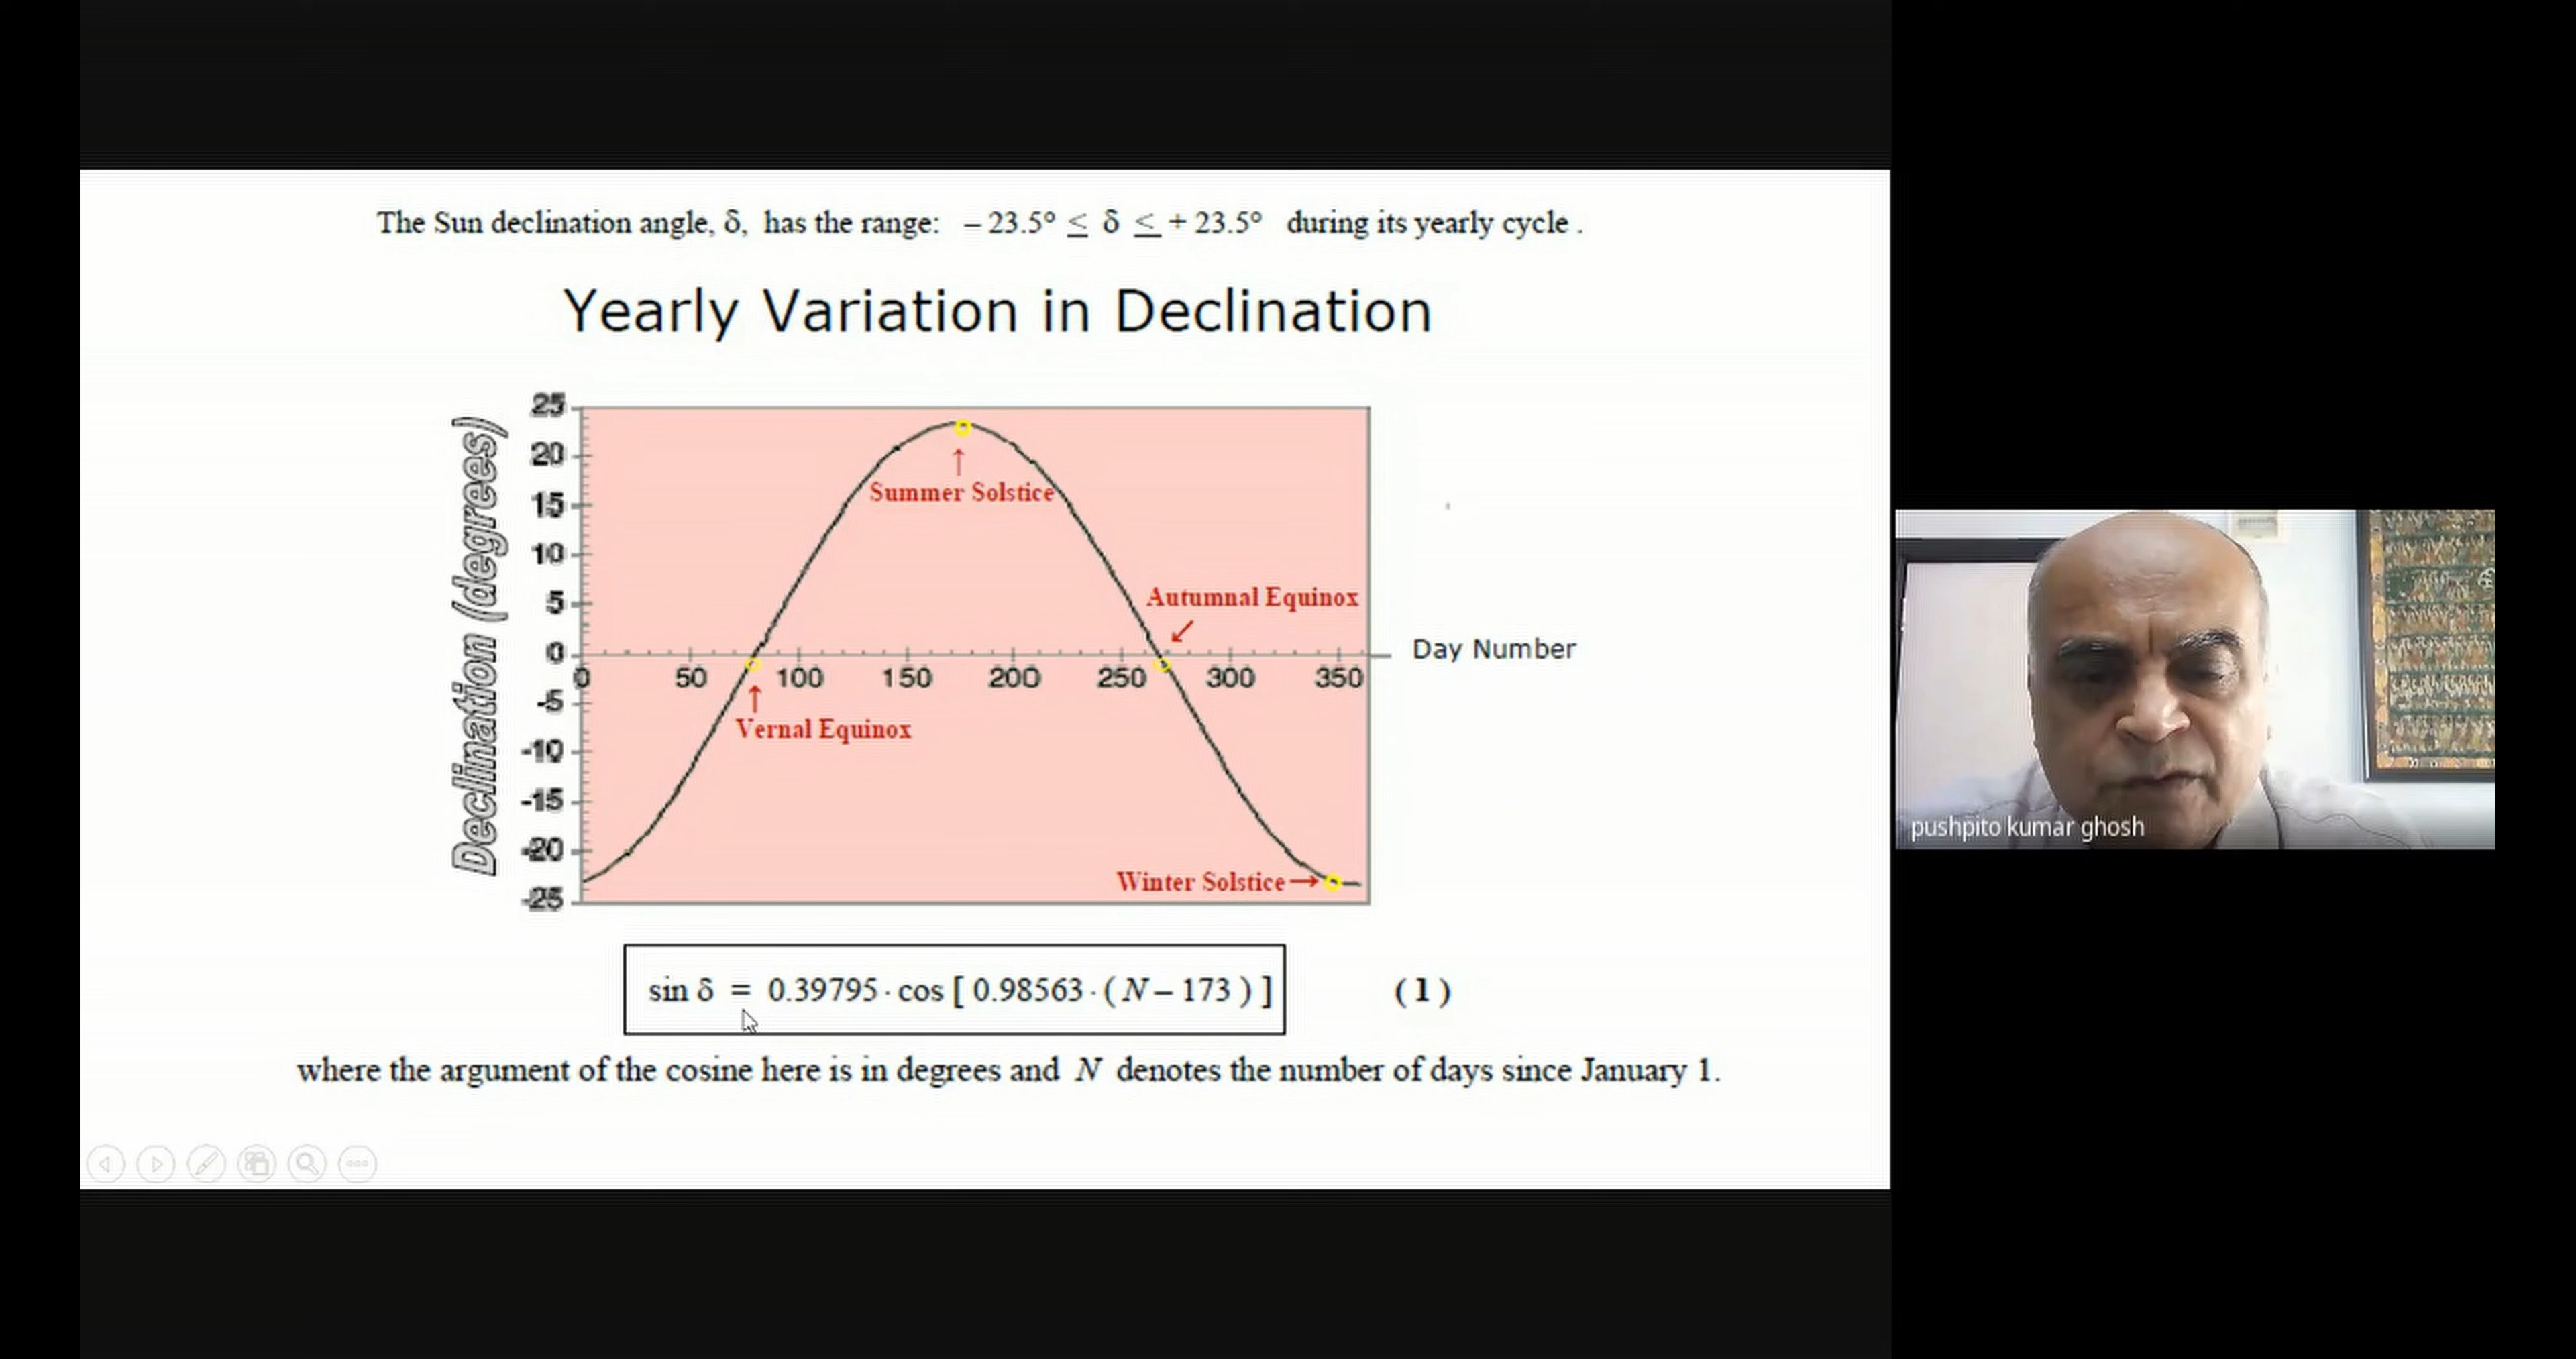 The Sun declination angle, δ, has the range: – 23.5° ≤ δ ≤ + 23.5° during its yearly cycle .
Yearly Variation in Declination
Declination (degrees)
25
20
15
10
5
0
-5
-10
-15
-20
-25
0 50 100 150 200 250 300 350
Day Number
Summer Solstice
Autumnal Equinox
Vernal Equinox
Winter Solstice
sin δ = 0.39795 · cos [ 0.98563 · ( N – 173 ) ] ( 1 )
where the argument of the cosine here is in degrees and N denotes the number of days since January 1.
pushpito kumar ghosh